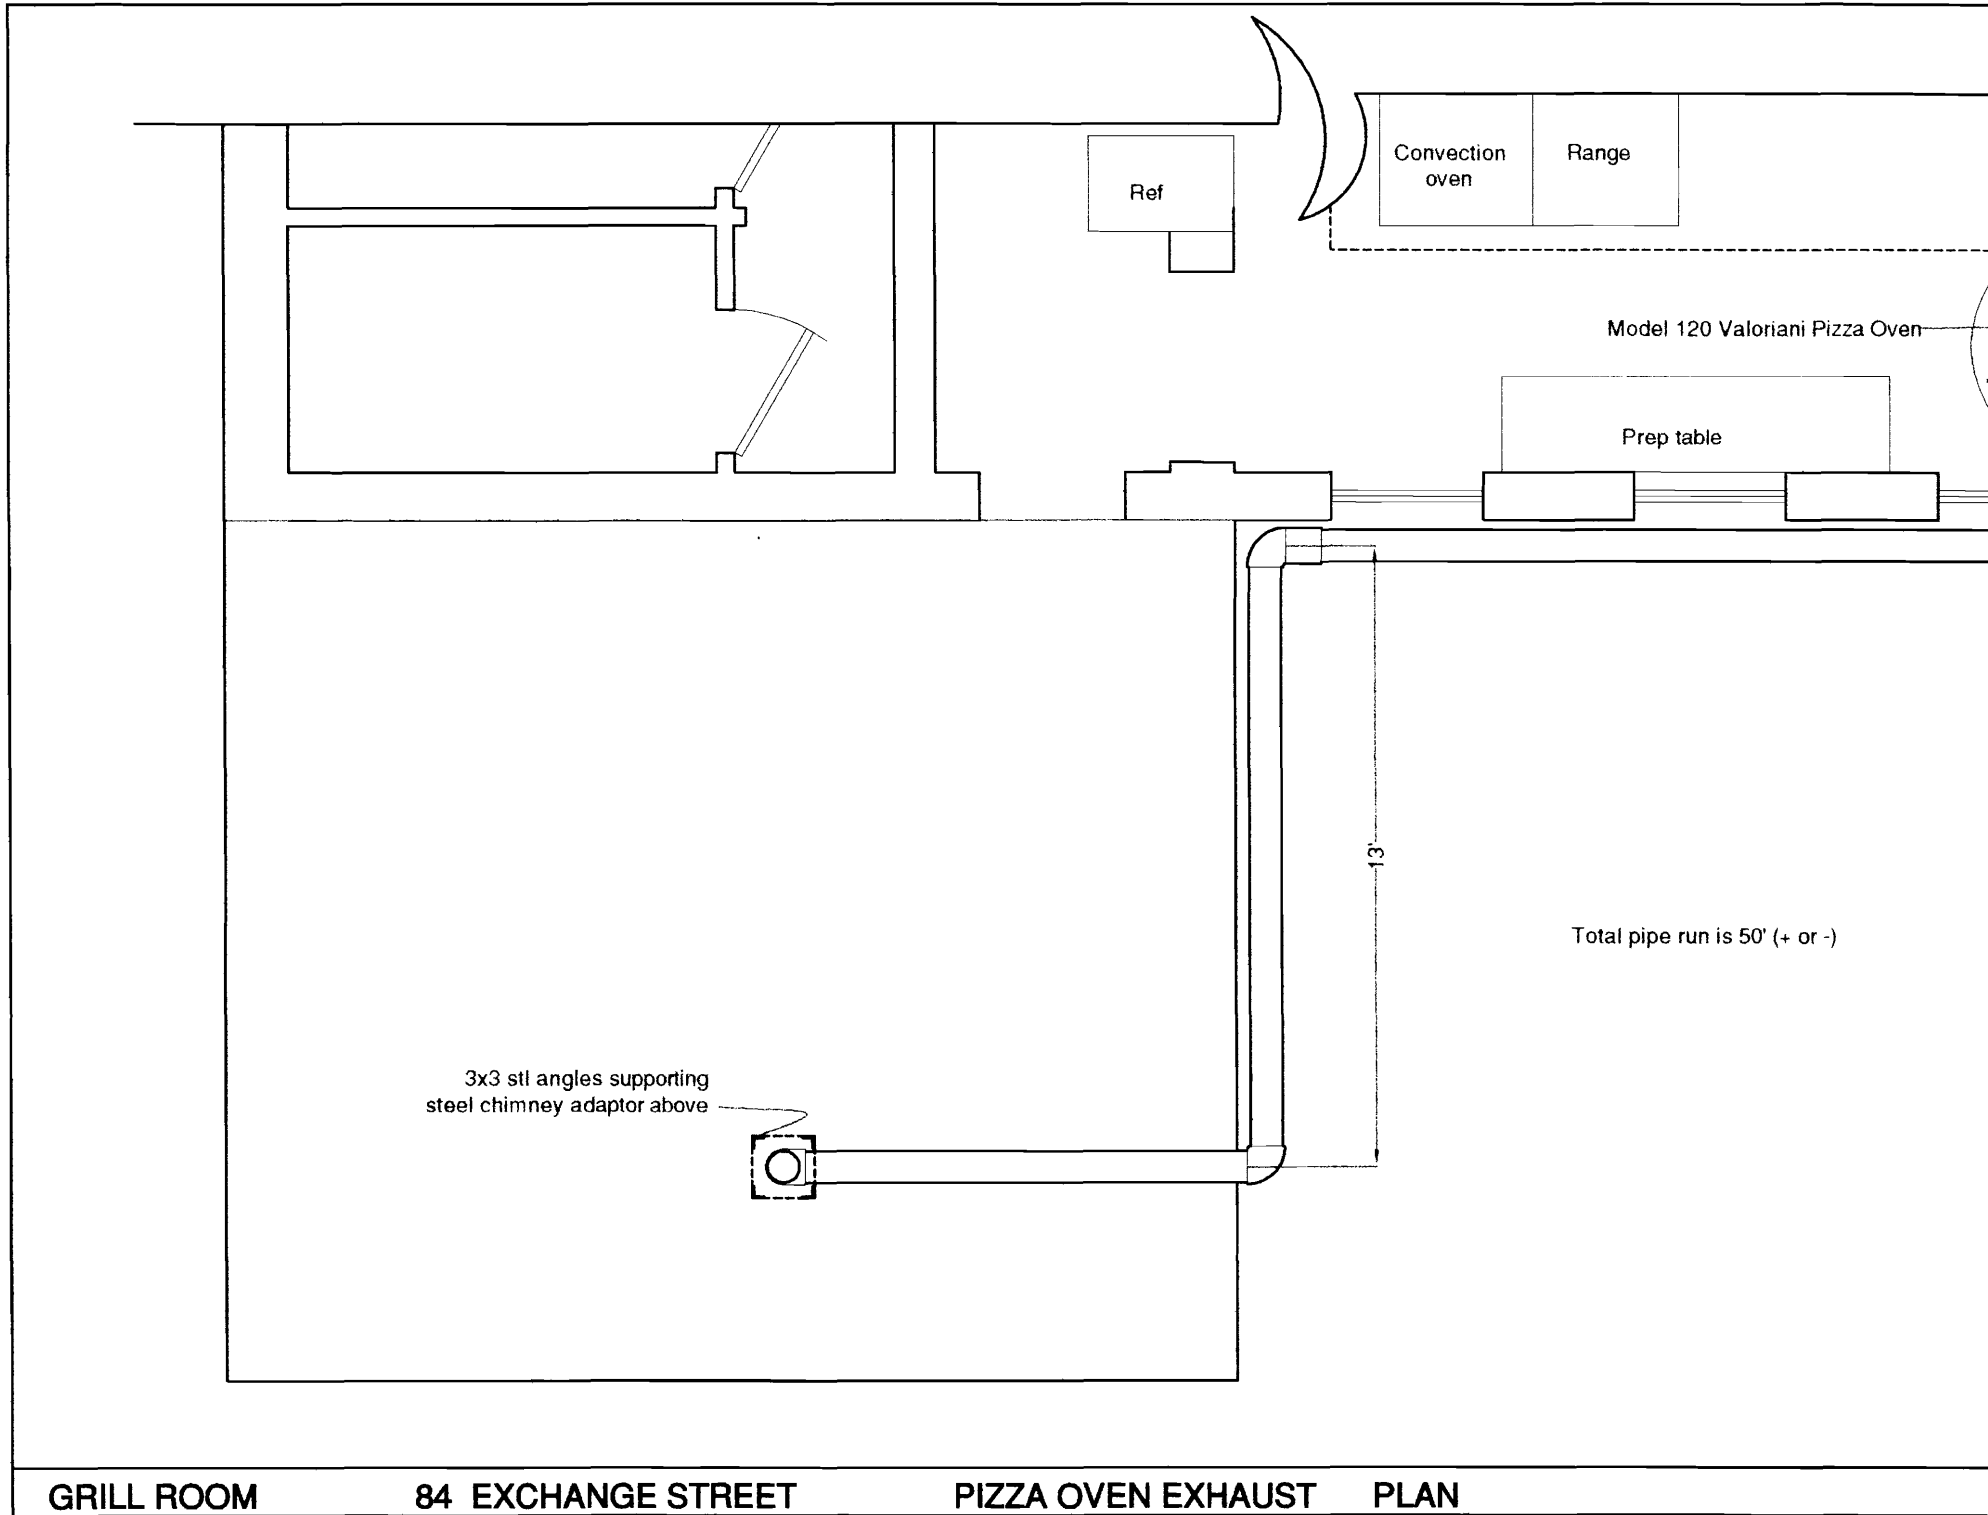 Convection
oven
Range
Ref
Model 120 Valoriani Pizza Oven
Prep table
13'
Total pipe run is 50' (+ or -)
3x3 stl angles supporting
steel chimney adaptor above
GRILL ROOM 84 EXCHANGE STREET PIZZA OVEN EXHAUST PLAN